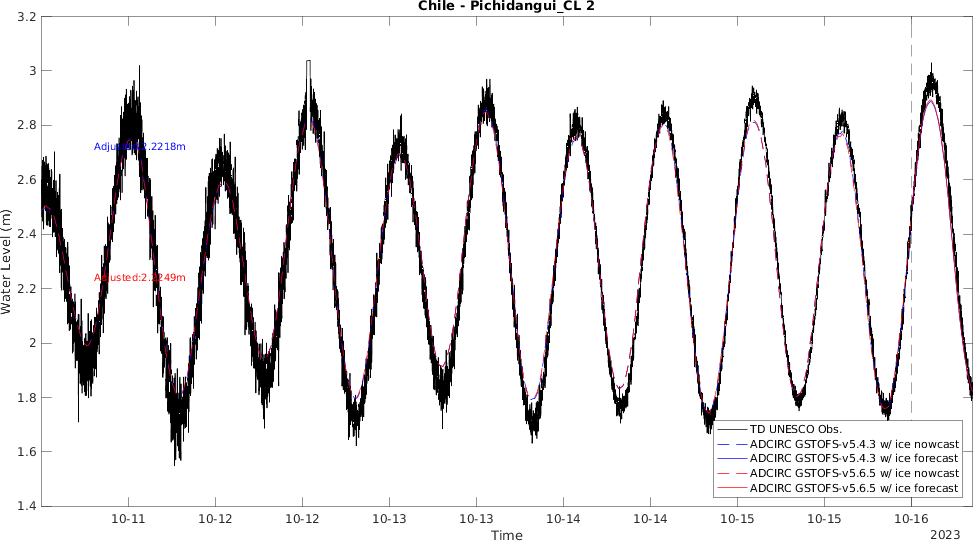 Chile - Pichidangui_CL 2
3.2
3
2.8
2.6
2.4
2.2
2
1.8
1.6
1.4
Water Level (m)
Adjusted:2.2218m
Adjusted:2.2249m
TD UNESCO Obs.
ADCIRC GSTOFS-v5.4.3 w/ ice nowcast
ADCIRC GSTOFS-v5.4.3 w/ ice forecast
ADCIRC GSTOFS-v5.6.5 w/ ice nowcast
ADCIRC GSTOFS-v5.6.5 w/ ice forecast
10-11 10-12 10-12 10-13 10-13 10-14 10-14 10-15 10-15 10-16
Time
2023